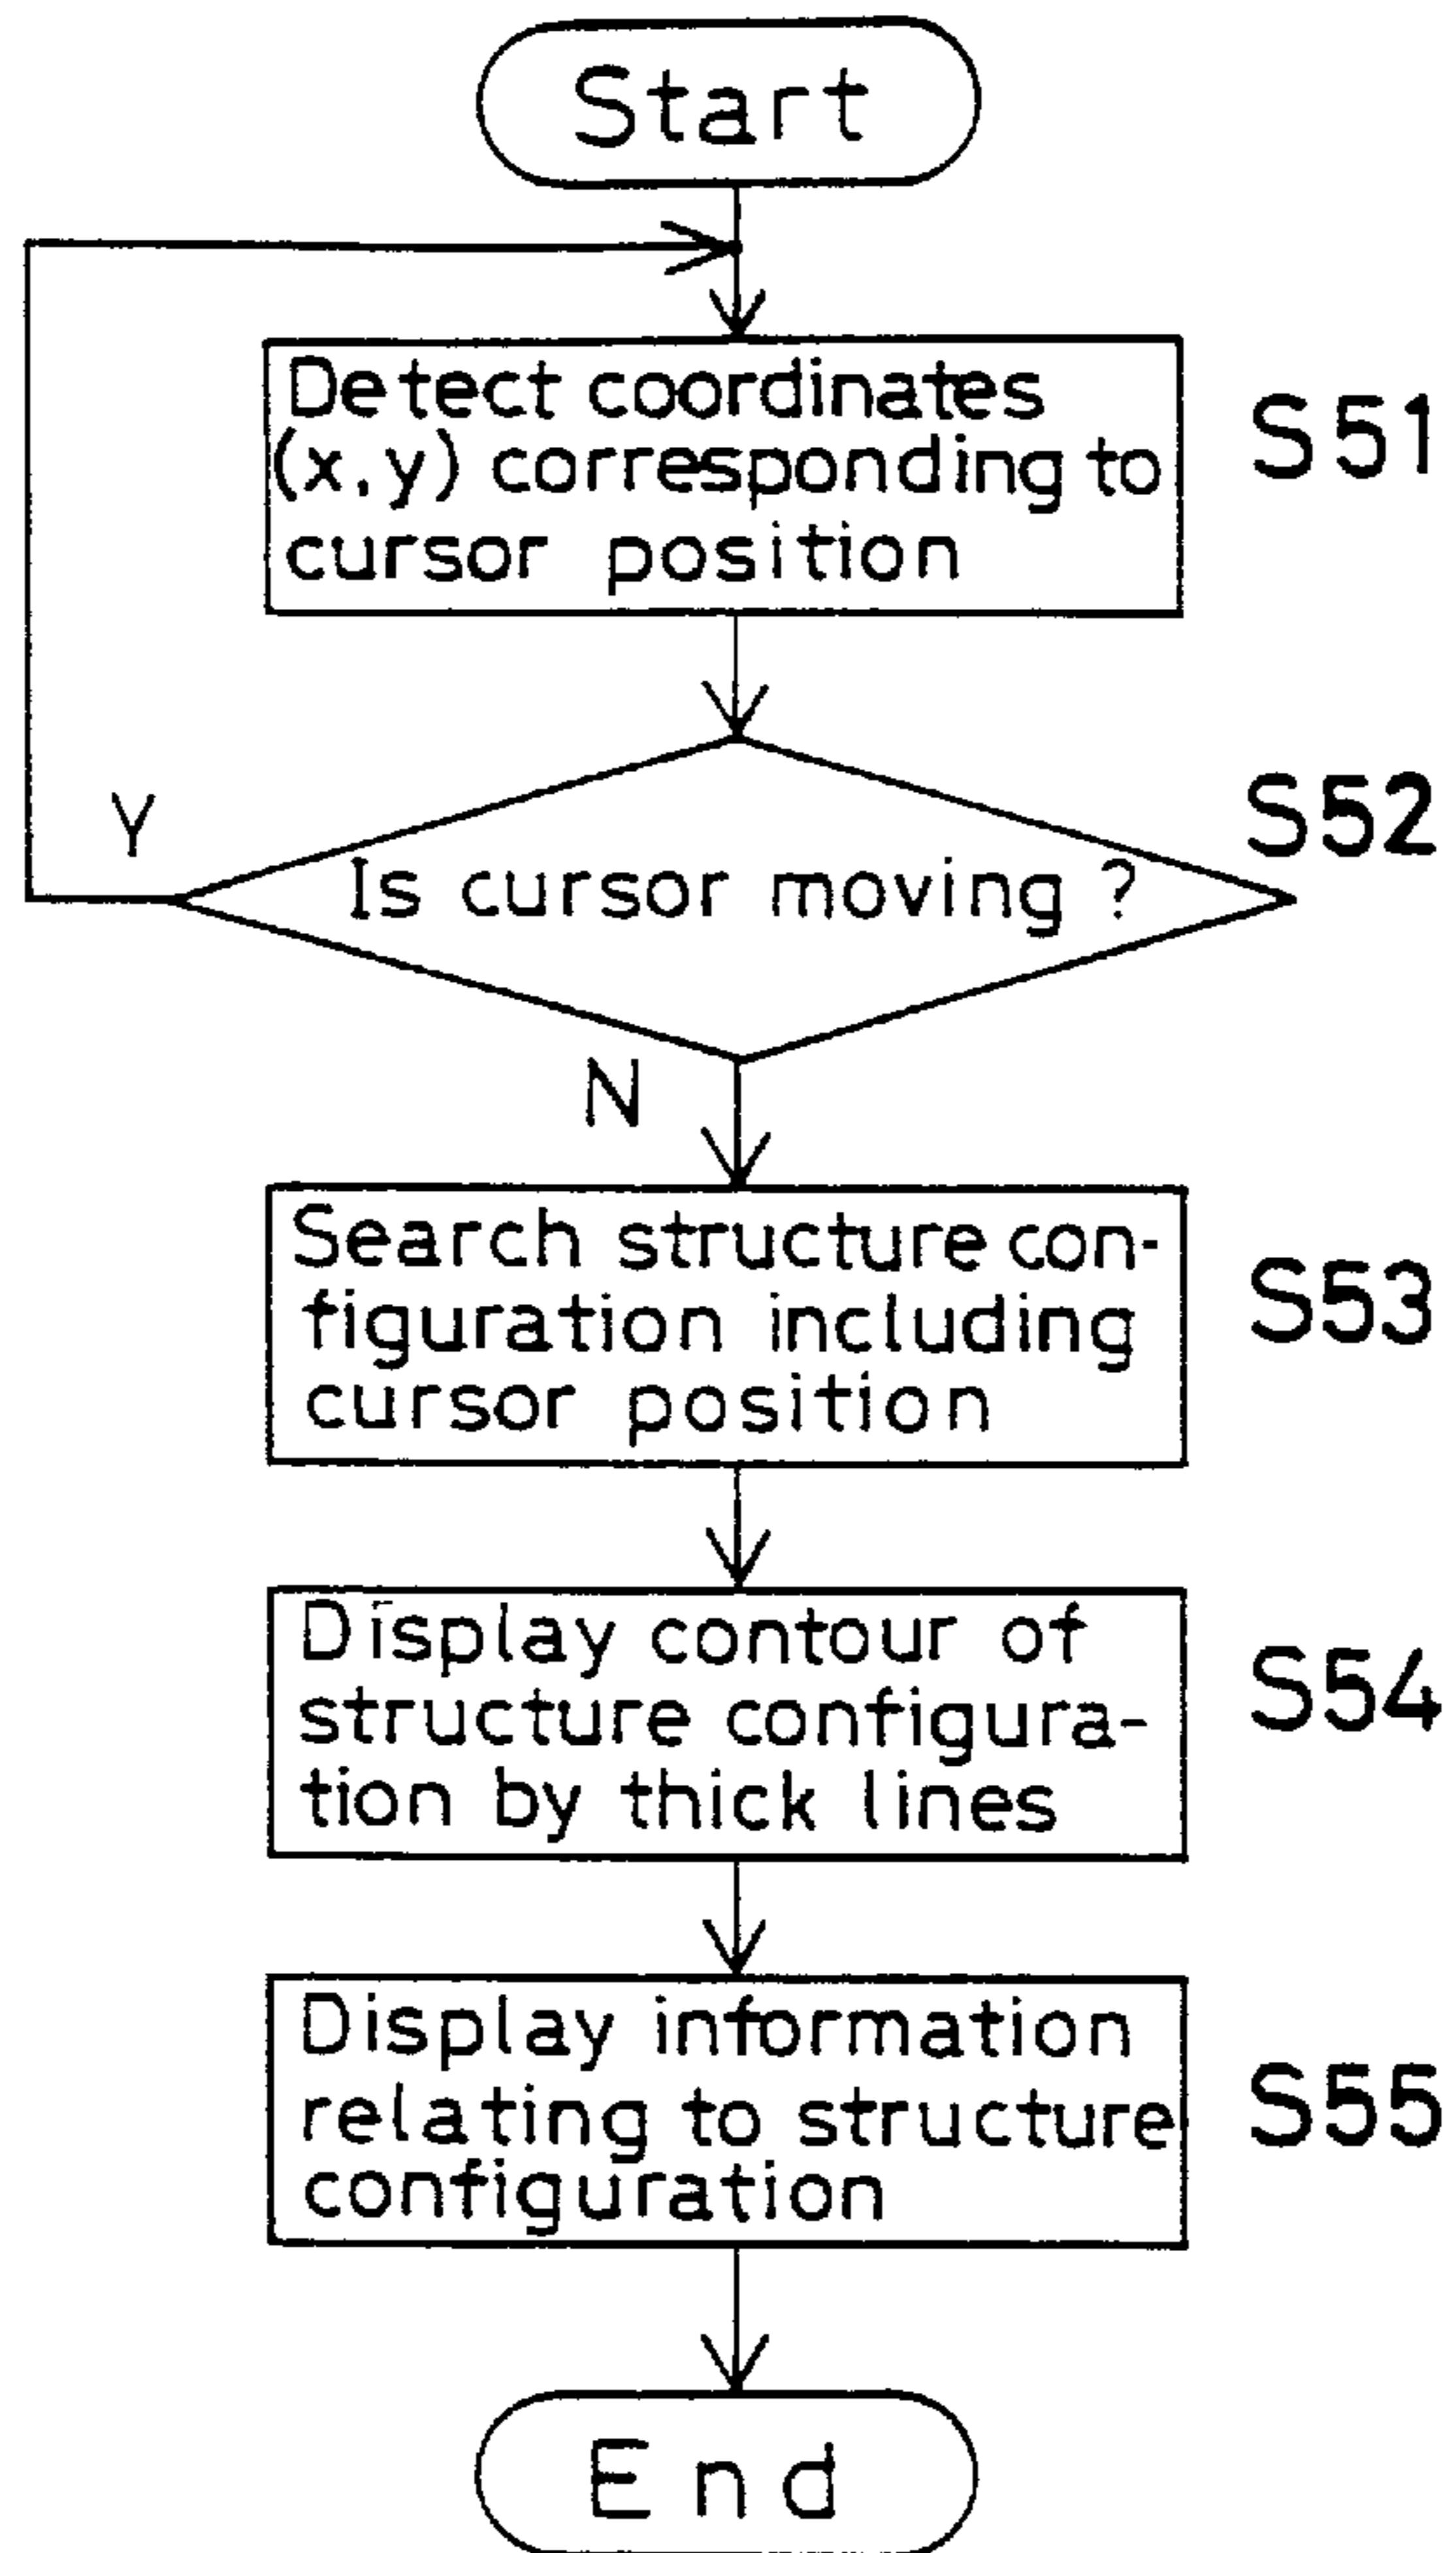 Start
Detect coordinates
(x,y) corresponding to
cursor position
S51
Y
Is cursor moving ?
S52
N
Search structure con-
figuration including
cursor position
S53
Display contour of
structure configura-
tion by thick lines
S54
Display information
relating to structure
configuration
S55
End